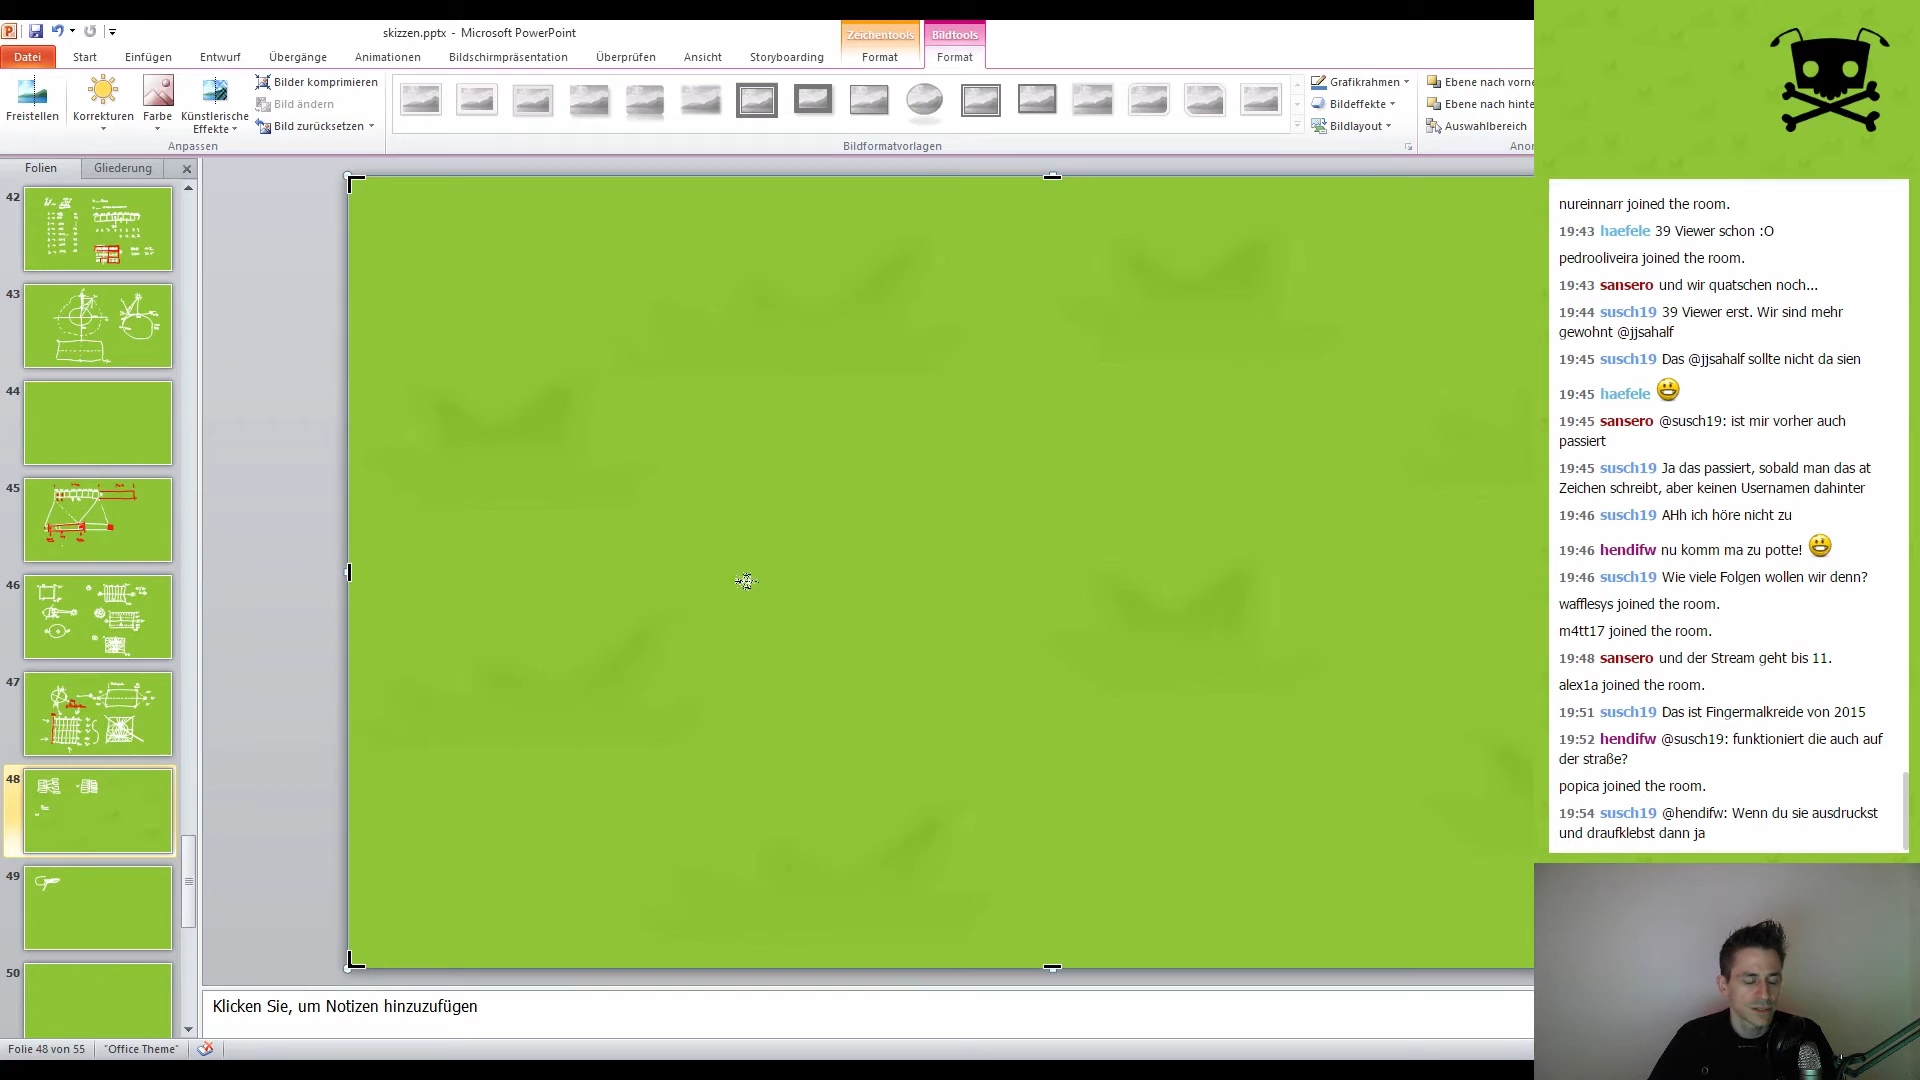 skizzen.pptx - Microsoft PowerPoint
Zeichentools
Bildtools
Datei
Start
Einfügen
Entwurf
Übergänge
Animationen
Bildschirmpräsentation
Überprüfen
Ansicht
Storyboarding
Format
Format
Freistellen
Korrekturen
Farbe
Künstlerische
Effekte
Bilder komprimieren
Bild ändern
Bild zurücksetzen
Anpassen
Bildformatvorlagen
Grafikrahmen
Bildeffekte
Bildlayout
Ebene nach vorne
Ebene nach hinte
Auswahlbereich
Anor
Folien
Gliederung
42
43
44
45
46
47
48
49
50
Klicken Sie, um Notizen hinzuzufügen
Folie 48 von 55
"Office Theme"
nureinnarr joined the room.
19:43 haefele 39 Viewer schon :O
pedrooliveira joined the room.
19:43 sansero und wir quatschen noch...
19:44 susch19 39 Viewer erst. Wir sind mehr
gewohnt @jjsahalf
19:45 susch19 Das @jjsahalf sollte nicht da sien
19:45 haefele
19:45 sansero @susch19: ist mir vorher auch
passiert
19:45 susch19 Ja das passiert, sobald man das at
Zeichen schreibt, aber keinen Usernamen dahinter
19:46 susch19 AHh ich höre nicht zu
19:46 hendifw nu komm ma zu potte!
19:46 susch19 Wie viele Folgen wollen wir denn?
wafflesys joined the room.
m4tt17 joined the room.
19:48 sansero und der Stream geht bis 11.
alex1a joined the room.
19:51 susch19 Das ist Fingermalkreide von 2015
19:52 hendifw @susch19: funktioniert die auch auf
der straße?
popica joined the room.
19:54 susch19 @hendifw: Wenn du sie ausdruckst
und draufklebst dann ja